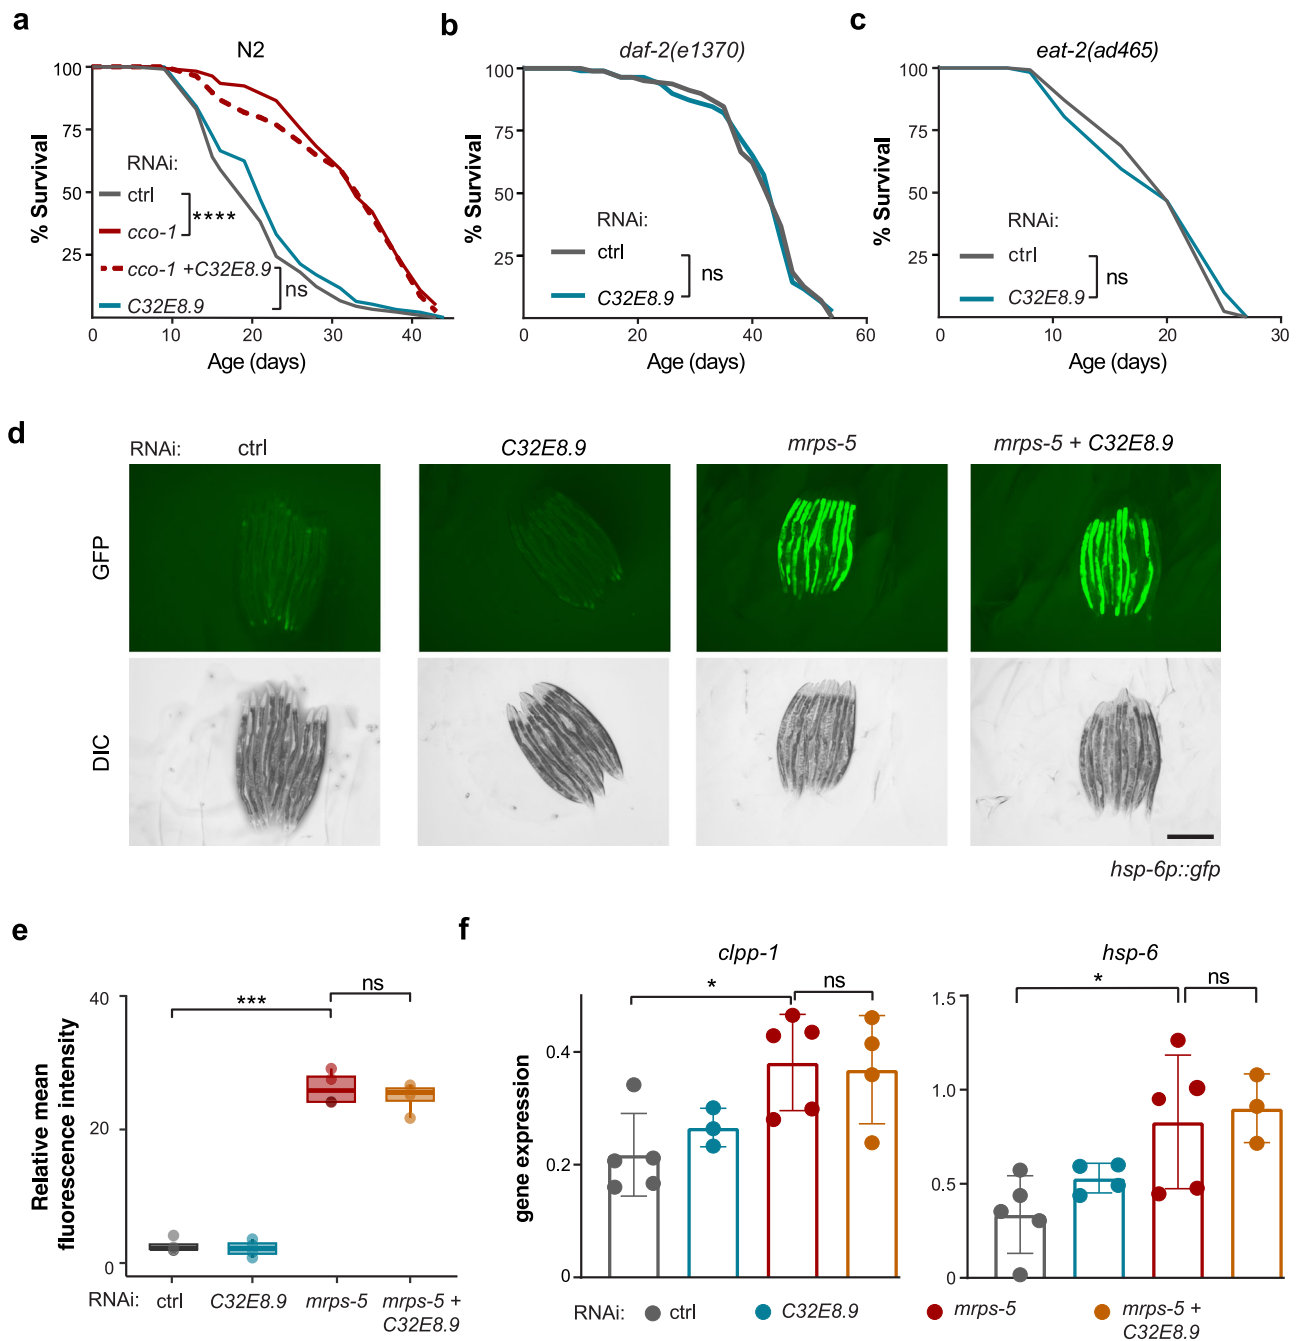 a
N2
100
75
50
25
% Survival
RNAi:
ctrl
****
cco-1
cco-1 +C32E8.9
ns
C32E8.9
0 10 20 30 40
Age (days)
b
daf-2(e1370)
100
75
50
25
% Survival
RNAi:
ctrl
ns
C32E8.9
0 20 40 60
Age (days)
c
eat-2(ad465)
100
75
50
25
% Survival
RNAi:
ctrl
ns
C32E8.9
0 10 20 30
Age (days)
d
RNAi: ctrl C32E8.9 mrps-5 mrps-5 + C32E8.9
GFP
DIC
hsp-6p::gfp
e
Relative mean
fluorescence intensity
40
20
0
***
ns
RNAi: ctrl C32E8.9 mrps-5 mrps-5 +
C32E8.9
f
clpp-1
gene expression
0.4
0.2
0
*
ns
hsp-6
1.5
1.0
0.5
0
*
ns
RNAi: ctrl C32E8.9 mrps-5 mrps-5 +
C32E8.9